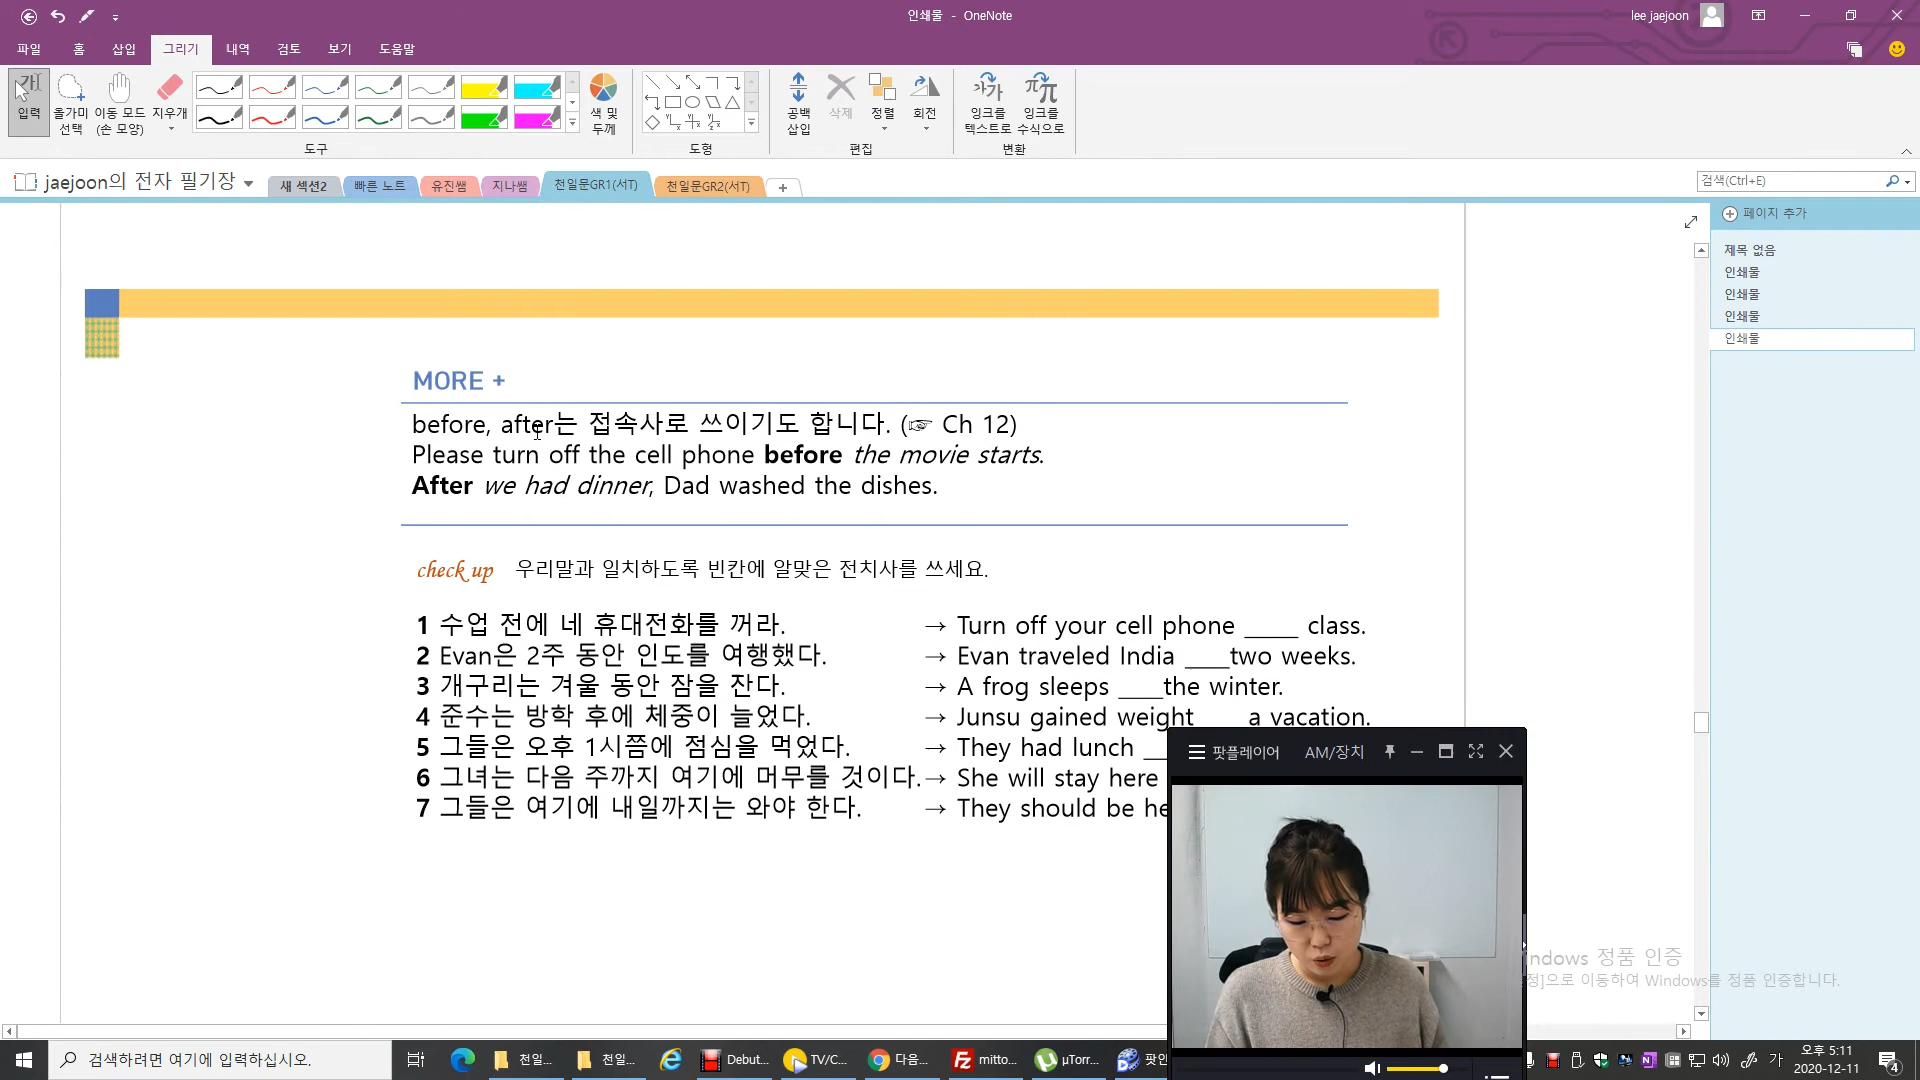 인쇄물 - OneNote
lee jaejoon
파일 홈 삽입 그리기 내역 검토 보기 도움말
입력
올가미 선택
이동 모드 (손 모양)
지우개
색 및 두께
공백 삽입
삭제
정렬
회전
잉크를 텍스트로
잉크를 수식으로
도구 도형 편집 변환
jaejoon의 전자 필기장
새 섹션2 빠른 노트 유진쌤 지나쌤 천일문GR1(서T) 천일문GR2(서T)
검색(Ctrl+E)
페이지 추가
제목 없음
인쇄물
인쇄물
인쇄물
인쇄물
MORE +
before, after는 접속사로 쓰이기도 합니다. (☞ Ch 12)
Please turn off the cell phone before the movie starts.
After we had dinner, Dad washed the dishes.
check up 우리말과 일치하도록 빈칸에 알맞은 전치사를 쓰세요.
1 수업 전에 네 휴대전화를 꺼라. → Turn off your cell phone ____ class.
2 Evan은 2주 동안 인도를 여행했다. → Evan traveled India ____two weeks.
3 개구리는 겨울 동안 잠을 잔다. → A frog sleeps ____the winter.
4 준수는 방학 후에 체중이 늘었다. → Junsu gained weight ____ a vacation.
5 그들은 오후 1시쯤에 점심을 먹었다. → They had lunch __
6 그녀는 다음 주까지 여기에 머무를 것이다. → She will stay here
7 그들은 여기에 내일까지는 와야 한다. → They should be he
팟플레이어 AM/장치
ndows 정품 인증
정]으로 이동하여 Windows를 정품 인증합니다.
검색하려면 여기에 입력하십시오.
천일... 천일... Debut... TV/C... 다음... mitto... µTorr... 팟인
가
오후 5:11
2020-12-11
4